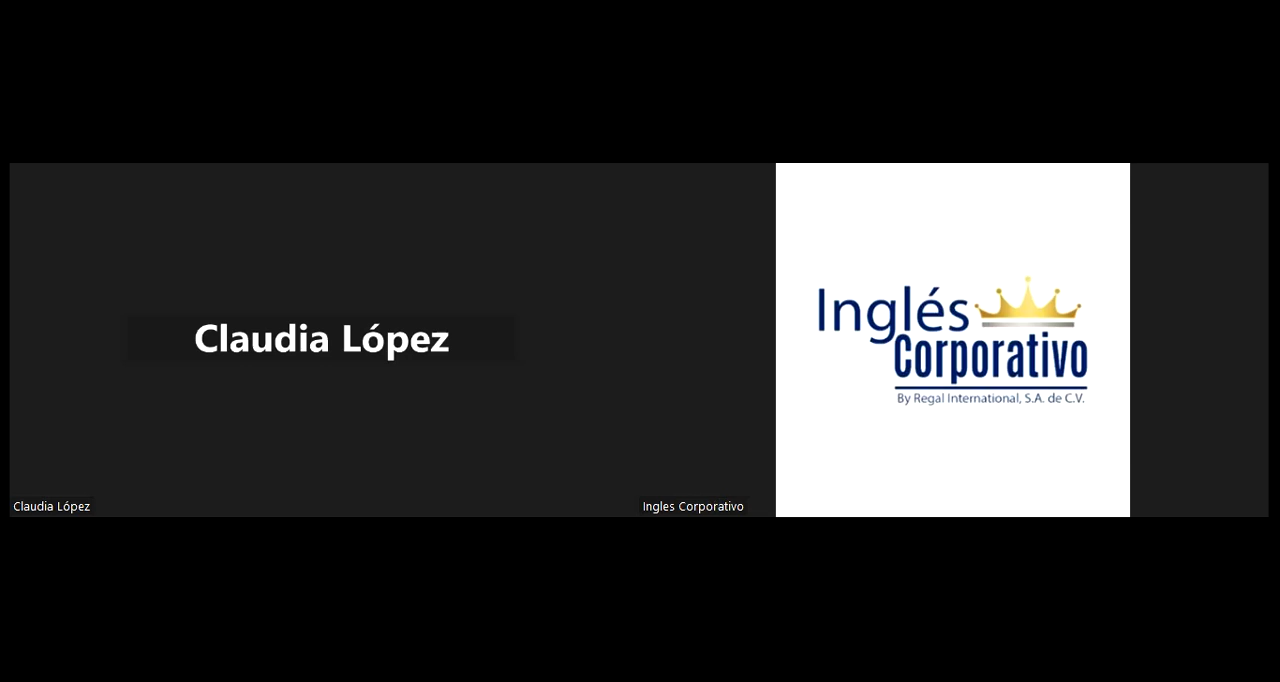 Claudia López
Claudia López
Inglés
Corporativo
By Regal International, S.A. de C.V.
Ingles Corporativo